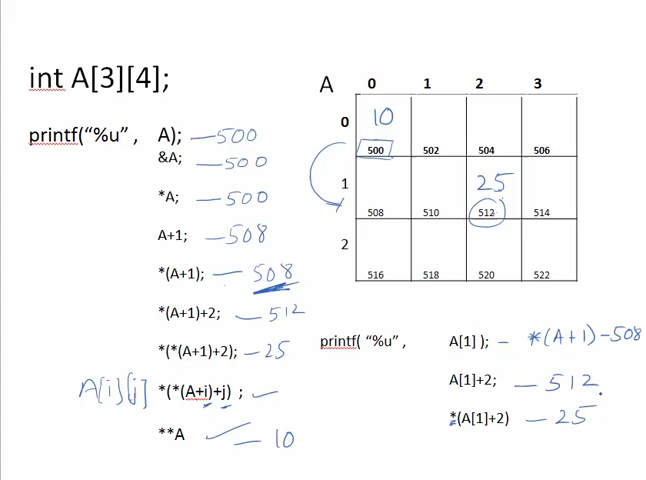 int A[3][4];
A 0 1 2 3
0 10
500 502 504 506
1 25
508 510 512 514
2
516 518 520 522
printf("%u" , A); — 500
&A; — 500
*A; — 500
A+1; — 508
*(A+1); — 508
*(A+1)+2; — 512
*(*(A+1)+2); — 25
A[i][j] *(*(A+i)+j) ;
**A — 10
printf( "%u" , A[1] ); — *(A+1) — 508
A[1]+2; — 512.
*(A[1]+2) — 25